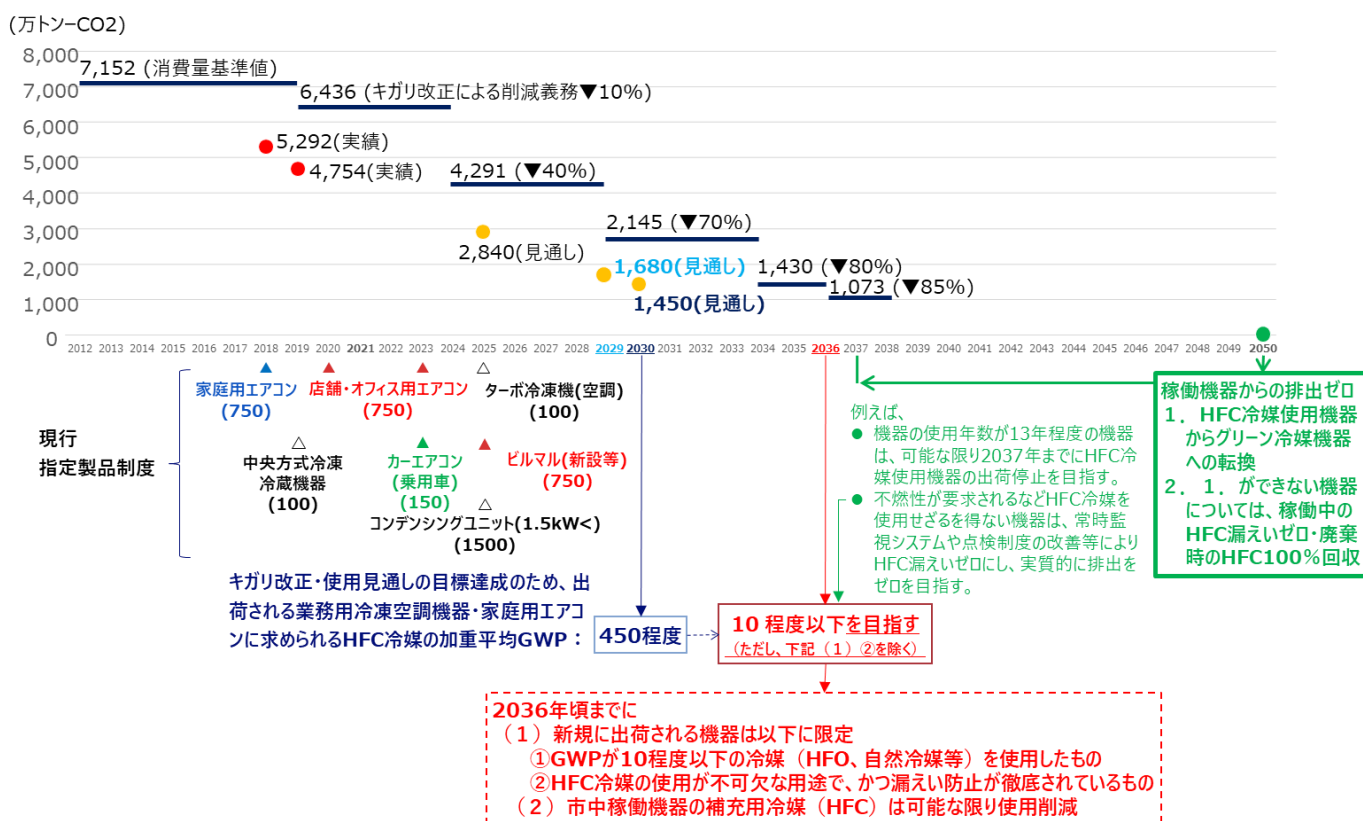 (万トンーCO2)
8,000
7,000
6,000
5,000
4,000
3,000
2,000
1,000
0
7,152 (消費量基準値)
6,436 (キガリ改正による削減義務▼10%)
5,292(実績)
4,754(実績)
4,291 (▼40%)
2,840(見通し)
2,145 (▼70%)
1,680(見通し)
1,450(見通し)
1,430 (▼80%)
1,073 (▼85%)
2012 2013 2014 2015 2016 2017 2018 2019 2020 2021 2022 2023 2024 2025 2026 2027 2028 2029 2030 2031 2032 2033 2034 2035 2036 2037 2038 2039 2040 2041 2042 2043 2044 2045 2046 2047 2048 2049 2050
現行
指定製品制度
家庭用エアコン
(750)
店舗・オフィス用エアコン
(750)
ターボ冷凍機(空調)
(100)
中央方式冷凍
冷蔵機器
(100)
カーエアコン
(乗用車)
(150)
ビルマル(新設等)
(750)
コンデンシングユニット(1.5kW<)
(1500)
例えば、
● 機器の使用年数が13年程度の機器
は、可能な限り2037年までにHFC冷
媒使用機器の出荷停止を目指す。
● 不燃性が要求されるなどHFC冷媒を
使用せざるを得ない機器は、常時監
視システムや点検制度の改善等により
HFC漏えいゼロにし、実質的に排出を
ゼロを目指す。
稼働機器からの排出ゼロ
1．HFC冷媒使用機器
からグリーン冷媒機器
への転換
2．1．ができない機器
については、稼働中の
HFC漏えいゼロ・廃棄
時のHFC100％回収
キガリ改正・使用見通しの目標達成のため、出
荷される業務用冷凍空調機器・家庭用エアコ
ンに求められるHFC冷媒の加重平均GWP：
450程度
10 程度以下を目指す
(ただし、下記（1）②を除く)
2036年頃までに
（1）新規に出荷される機器は以下に限定
①GWPが10程度以下の冷媒（HFO、自然冷媒等）を使用したもの
②HFC冷媒の使用が不可欠な用途で、かつ漏えい防止が徹底されているもの
（2）市中稼働機器の補充用冷媒（HFC）は可能な限り使用削減